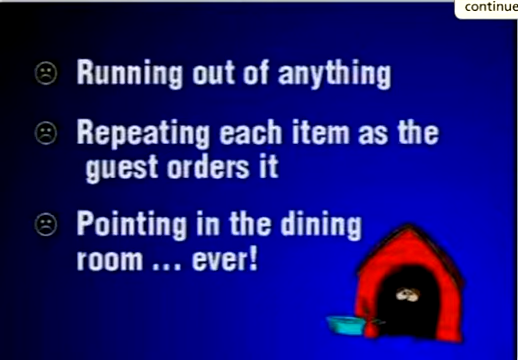 continue
Running out of anything
Repeating each item as the
guest orders it
Pointing in the dining
room ... ever!